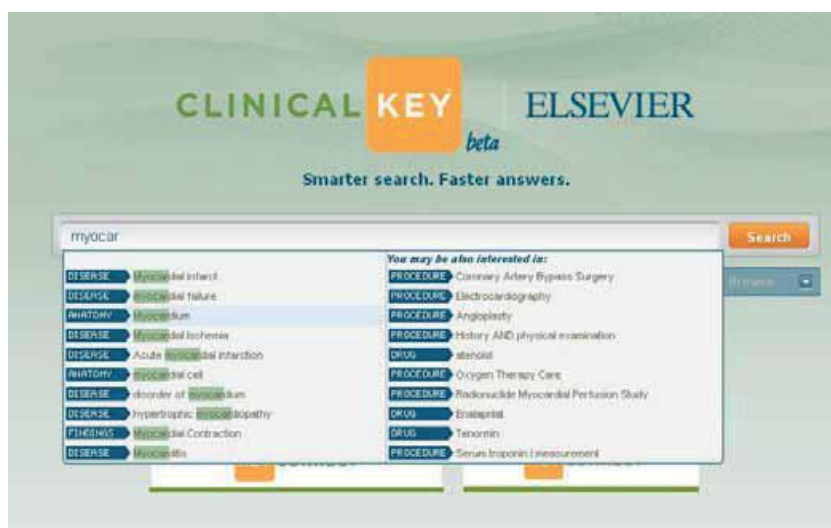 CLINICAL KEY ELSEVIER
beta
Smarter search. Faster answers.
myocar
Search
You may be also interested in:
DISEASE Myocardial infarct
DISEASE myocardial failure
ANATOMY Myocardium
DISEASE Myocardial Ischemia
DISEASE Acute myocardial infarction
ANATOMY myocardial cell
DISEASE disorder of myocardium
DISEASE hypertrophic myocardiopathy
FINDINGS Myocardial Contraction
DISEASE Myocarditis
PROCEDURE Coronary Artery Bypass Surgery
PROCEDURE Electrocardiography
PROCEDURE Angioplasty
PROCEDURE History AND physical examination
DRUG atenolol
PROCEDURE Oxygen Therapy Care
PROCEDURE Radionuclide Myocardial Perfusion Study
DRUG Enalaprilat
DRUG Tenormin
PROCEDURE Serum troponin I measurement
Browse